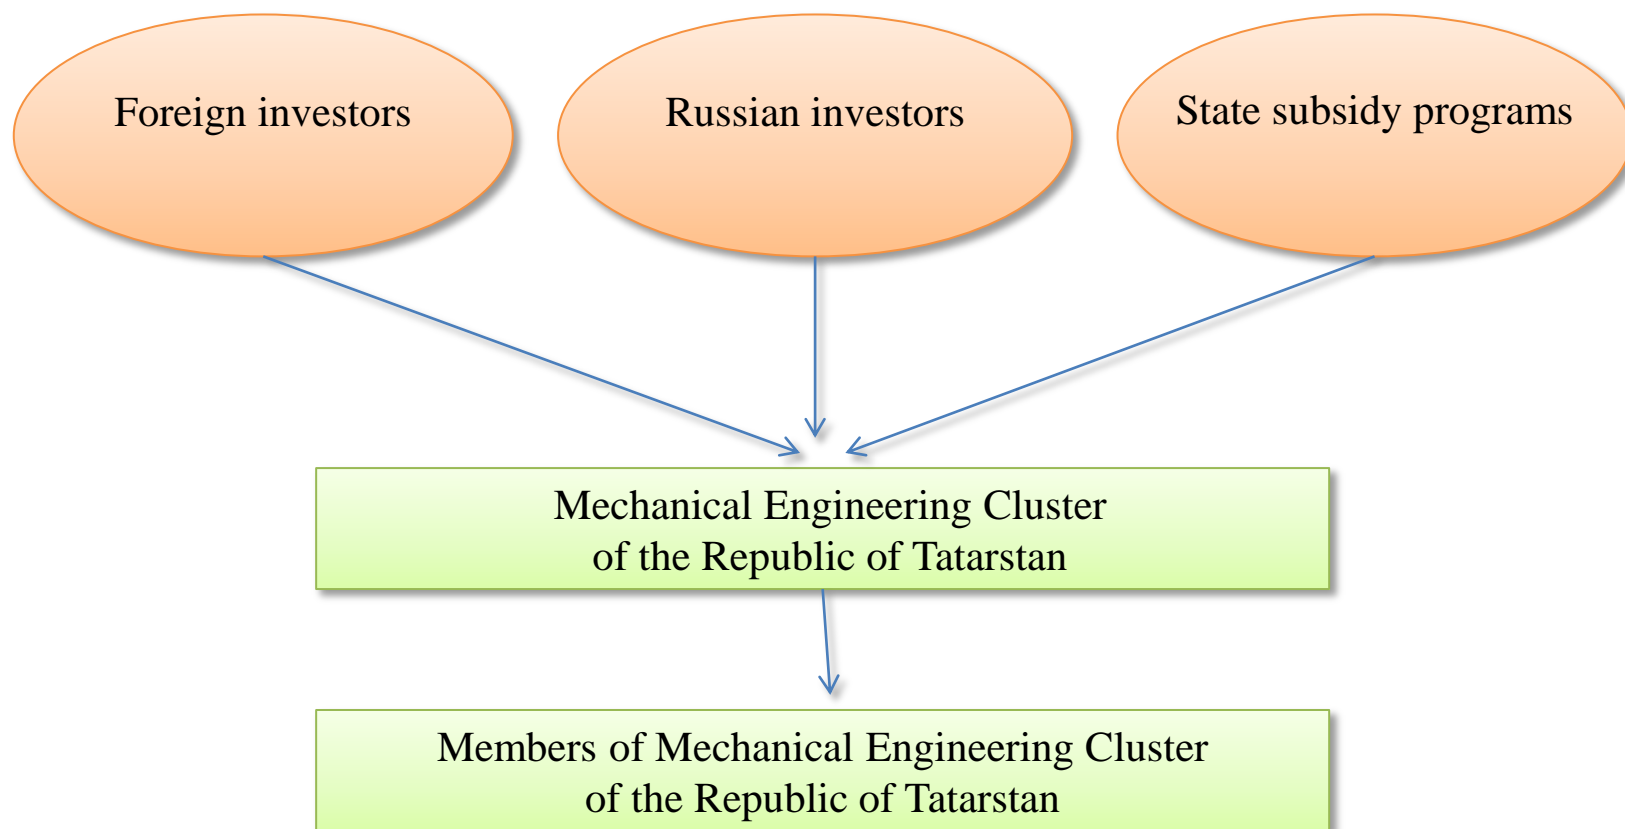 Foreign investors
Russian investors
State subsidy programs
Mechanical Engineering Cluster
of the Republic of Tatarstan
Members of Mechanical Engineering Cluster
of the Republic of Tatarstan